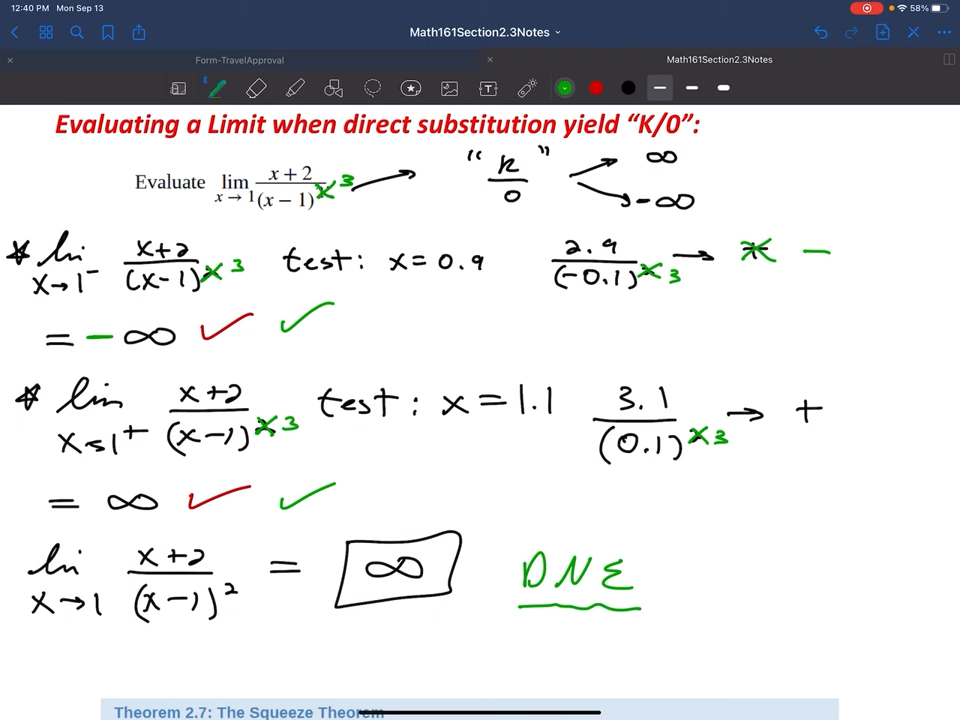 12:40 PM Mon Sep 13
58%
Math161Section2.3Notes
Form-TravelApproval
Math161Section2.3Notes
Evaluating a Limit when direct substitution yield “K/0”:
Evaluate lim x → 1 x + 2 / (x − 1) 3 → " k / 0 " ∞ -∞
* lim x→1⁻ x+2 / (x-1) 3 test: x = 0.9 2.9 / (-0.1) 3 → −
= - ∞ ✓ ✓
* lim x→1⁺ x+2 / (x-1) 3 test: x = 1.1 3.1 / (0.1) 3 → +
= ∞ ✓ ✓
lim x→1 x+2 / (x-1)² = ∞ DNE
Theorem 2.7: The Squeeze Theorem